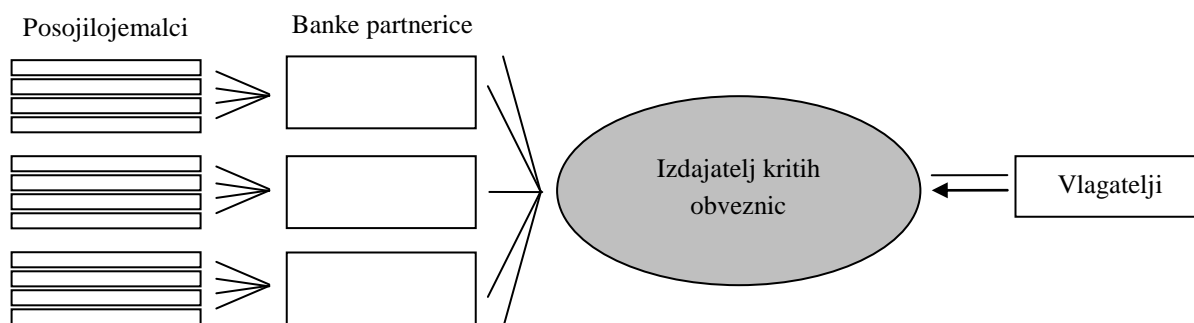 Posojilojemalci
Banke partnerice
Izdajatelj kritih
obveznic
Vlagatelji